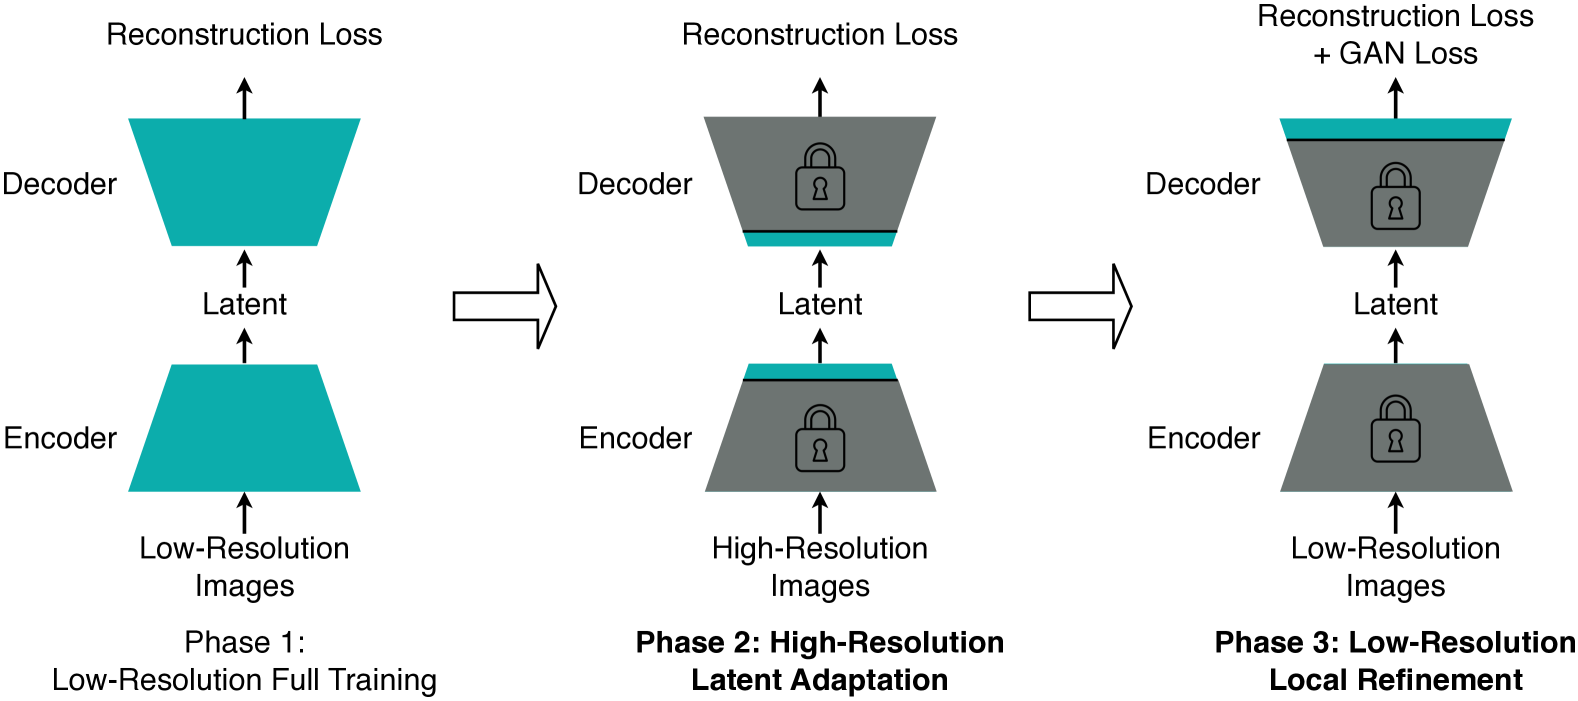 Reconstruction Loss
Decoder
Latent
Encoder
Low-Resolution
Images
Phase 1:
Low-Resolution Full Training
Reconstruction Loss
Decoder
Latent
Encoder
High-Resolution
Images
Phase 2: High-Resolution
Latent Adaptation
Reconstruction Loss
+ GAN Loss
Decoder
Latent
Encoder
Low-Resolution
Images
Phase 3: Low-Resolution
Local Refinement